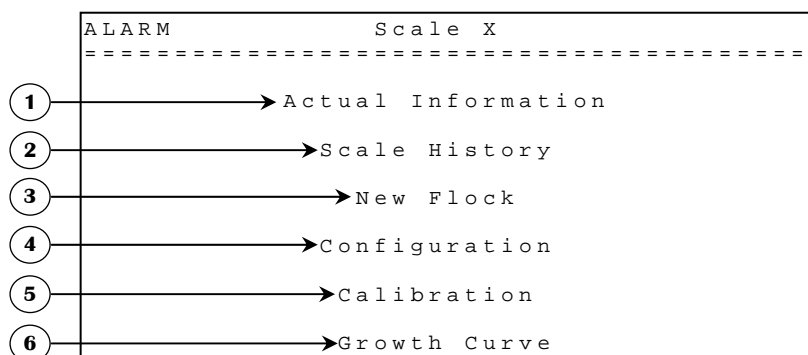 ALARM Scale X
========================================
1 Actual Information
2 Scale History
3 New Flock
4 Configuration
5 Calibration
6 Growth Curve